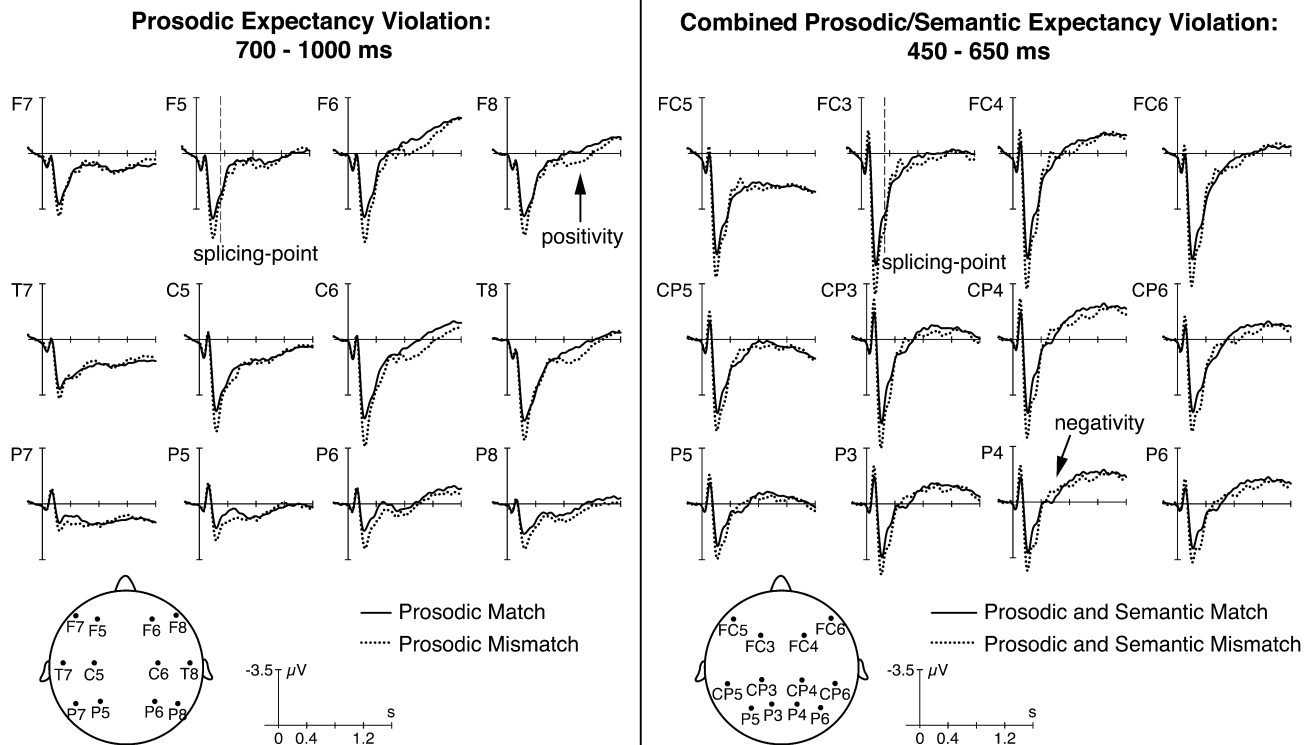 Prosodic Expectancy Violation:
700 - 1000 ms
F7 F5 F6 F8
splicing-point
positivity
T7 C5 C6 T8
P7 P5 P6 P8
F7 F5 F6 F8
T7 C5 C6 T8
P7 P5 P6 P8
Prosodic Match
Prosodic Mismatch
-3.5 µV
s
0 0.4 1.2
Combined Prosodic/Semantic Expectancy Violation:
450 - 650 ms
FC5 FC3 FC4 FC6
splicing-point
CP5 CP3 CP4 CP6
negativity
P5 P3 P4 P6
FC5 FC3 FC4 FC6
CP5 CP3 CP4 CP6
P5 P3 P4 P6
Prosodic and Semantic Match
Prosodic and Semantic Mismatch
-3.5 µV
s
0 0.4 1.2